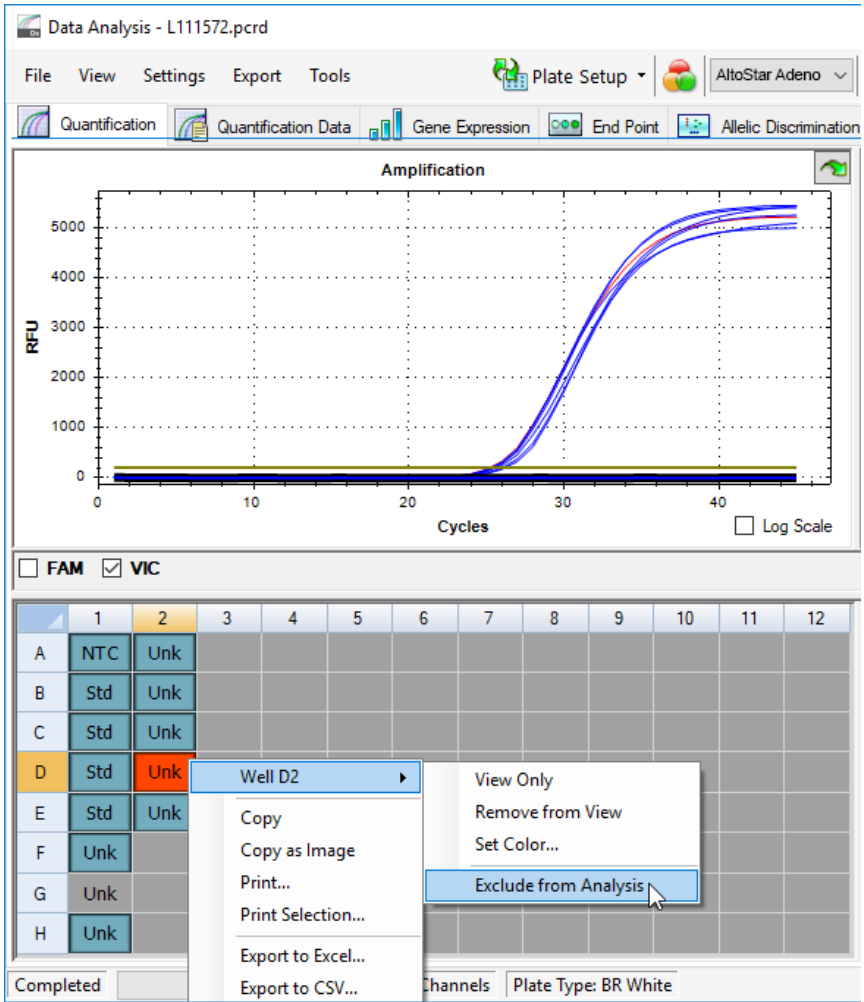 Data Analysis - L111572.pcrd
File View Settings Export Tools Plate Setup AltoStar Adeno
Quantification Quantification Data Gene Expression End Point Allelic Discrimination
Amplification
5000
4000
3000
2000
1000
0
RFU
0 10 20 30 40
Cycles
Log Scale
FAM VIC
1 2 3 4 5 6 7 8 9 10 11 12
A NTC Unk
B Std Unk
C Std Unk
D Std Unk
E Std Unk
F Unk
G Unk
H Unk
Well D2
Copy
Copy as Image
Print...
Print Selection...
Export to Excel...
Export to CSV...
View Only
Remove from View
Set Color...
Exclude from Analysis
Completed Channels Plate Type: BR White